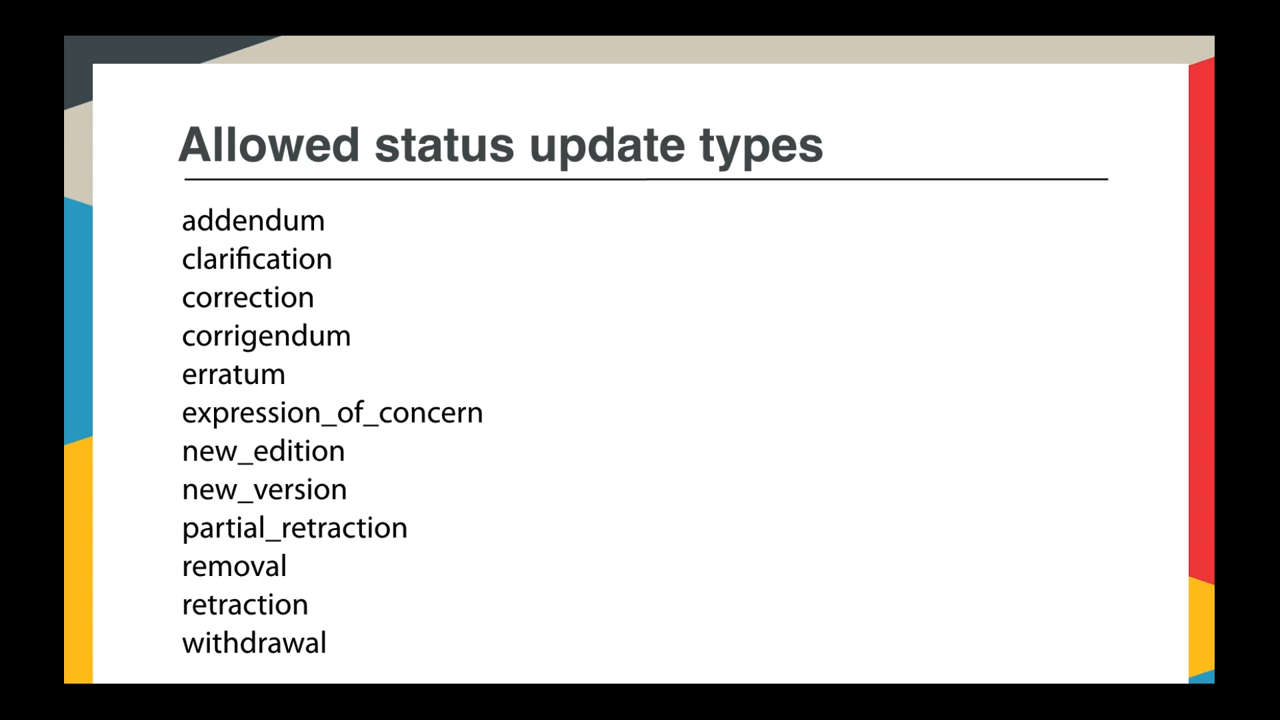 Allowed status update types
addendum
clarification
correction
corrigendum
erratum
expression_of_concern
new_edition
new_version
partial_retraction
removal
retraction
withdrawal